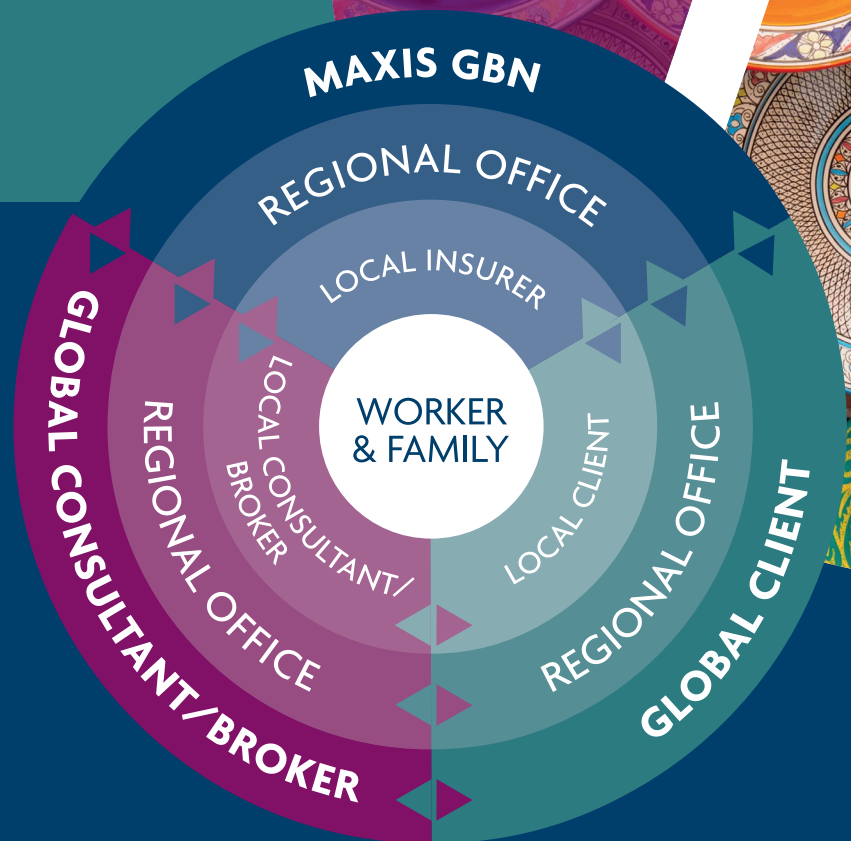 MAXIS GBN
REGIONAL OFFICE
LOCAL INSURER
WORKER
& FAMILY
GLOBAL CONSULTANT/BROKER
REGIONAL OFFICE
LOCAL CONSULTANT/
BROKER
LOCAL CLIENT
REGIONAL OFFICE
GLOBAL CLIENT